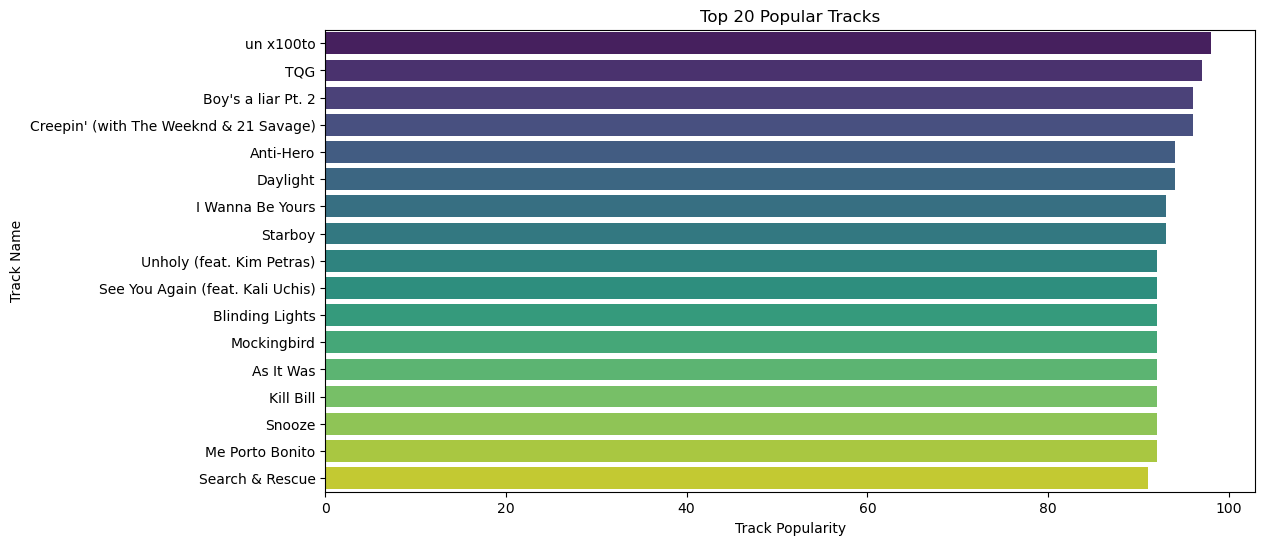 Top 20 Popular Tracks
Track Name
un x100to
TQG
Boy's a liar Pt. 2
Creepin' (with The Weeknd & 21 Savage)
Anti-Hero
Daylight
I Wanna Be Yours
Starboy
Unholy (feat. Kim Petras)
See You Again (feat. Kali Uchis)
Blinding Lights
Mockingbird
As It Was
Kill Bill
Snooze
Me Porto Bonito
Search & Rescue
0 20 40 60 80 100
Track Popularity